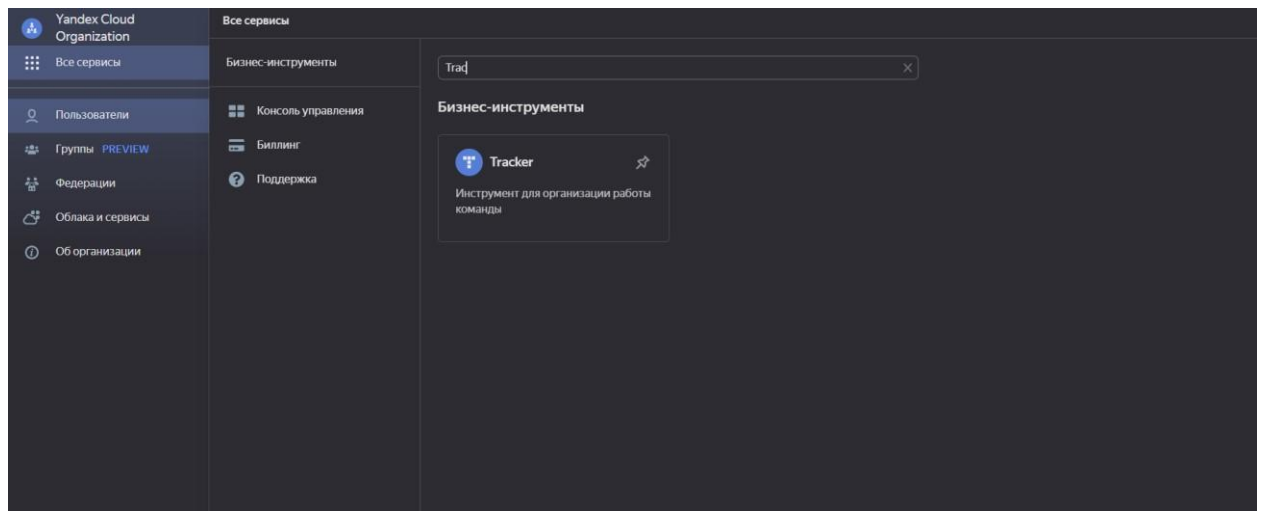 Yandex Cloud
Organization
Все сервисы
Пользователи
Группы PREVIEW
Федерации
Облака и сервисы
Об организации
Все сервисы
Бизнес-инструменты
Консоль управления
Биллинг
Поддержка
Trac
Бизнес-инструменты
Tracker
Инструмент для организации работы
команды